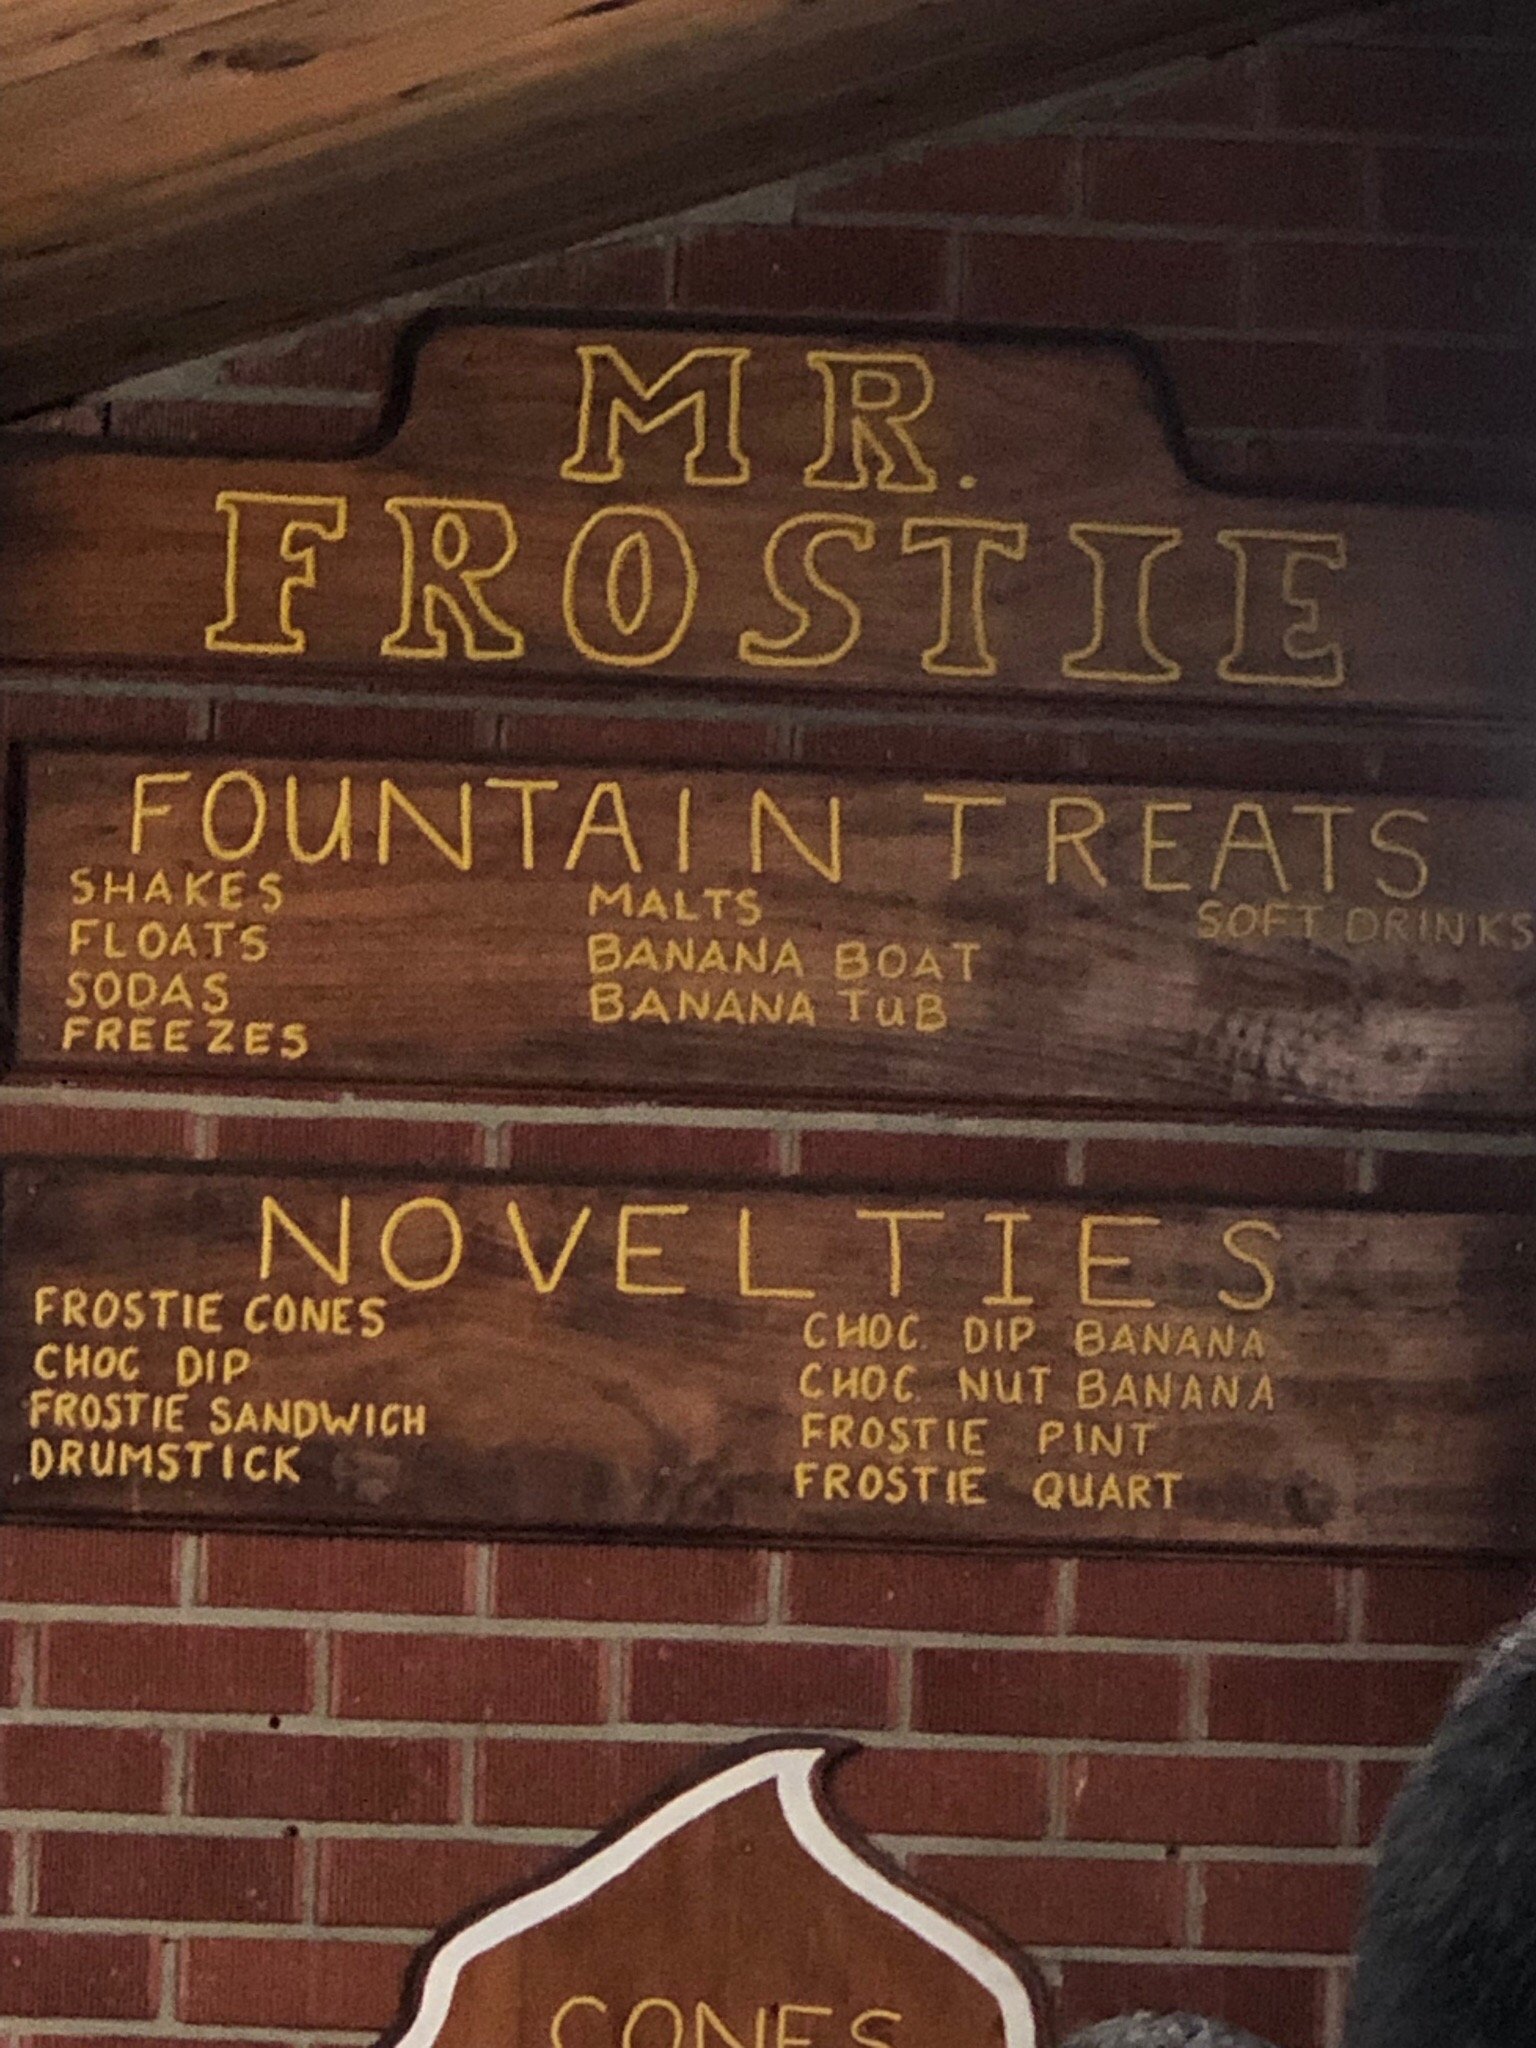 MR.
FROSTIE
FOUNTAIN TREATS
SHAKES
FLOATS
SODAS
FREEZES
MALTS
BANANA BOAT
BANANA TUB
SOFT DRINKS
NOVELTIES
FROSTIE CONES
CHOC DIP
FROSTIE SANDWICH
DRUMSTICK
CHOC. DIP BANANA
CHOC. NUT BANANA
FROSTIE PINT
FROSTIE QUART
CONES